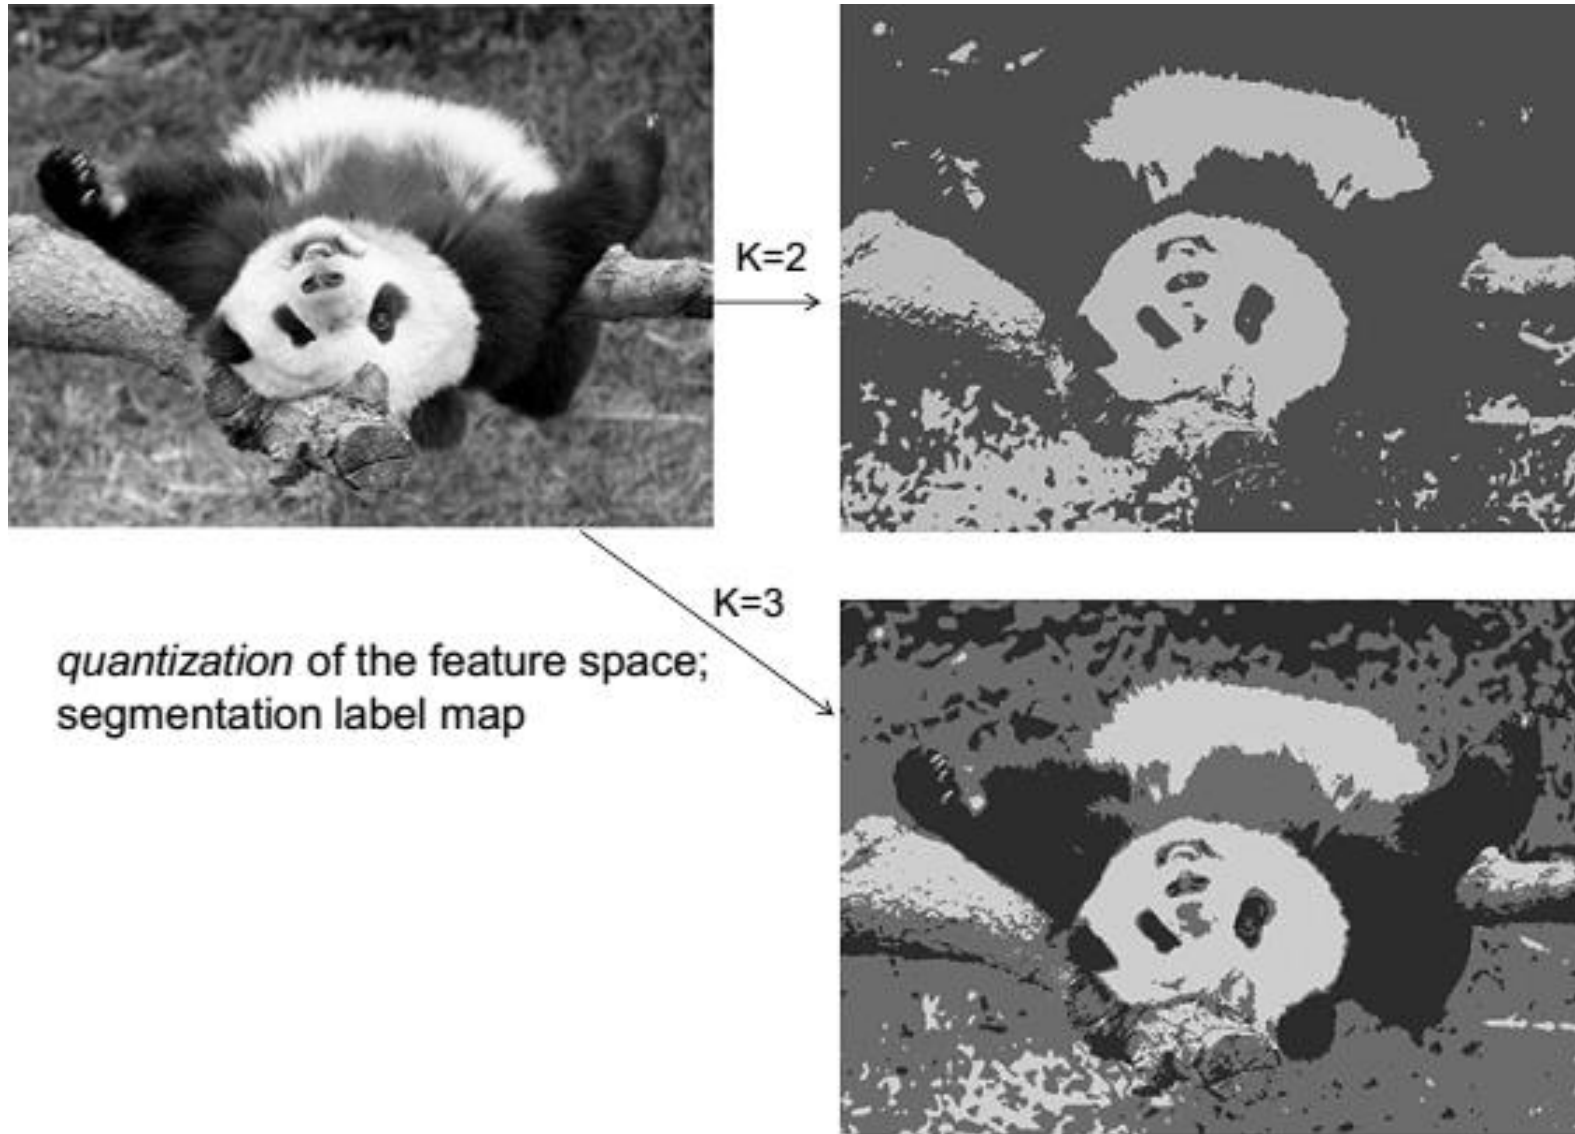 K=2
K=3
quantization of the feature space;
segmentation label map